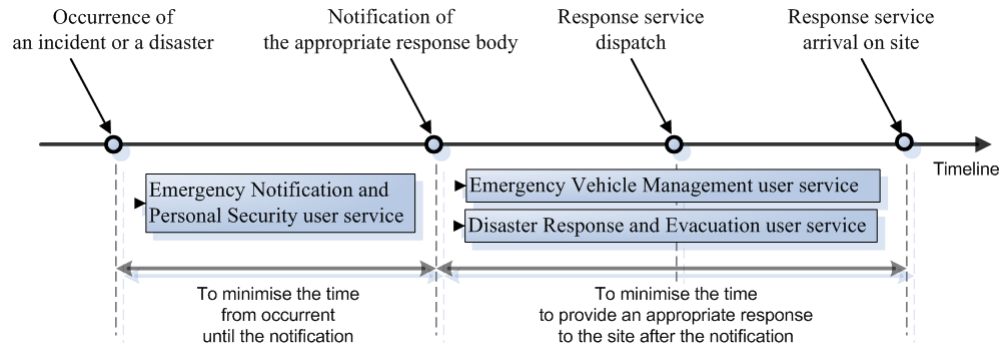 Occurrence of
an incident or a disaster
Notification of
the appropriate response body
Response service
dispatch
Response service
arrival on site
Timeline
Emergency Notification and
Personal Security user service
Emergency Vehicle Management user service
Disaster Response and Evacuation user service
To minimise the time
from occurrent
until the notification
To minimise the time
to provide an appropriate response
to the site after the notification